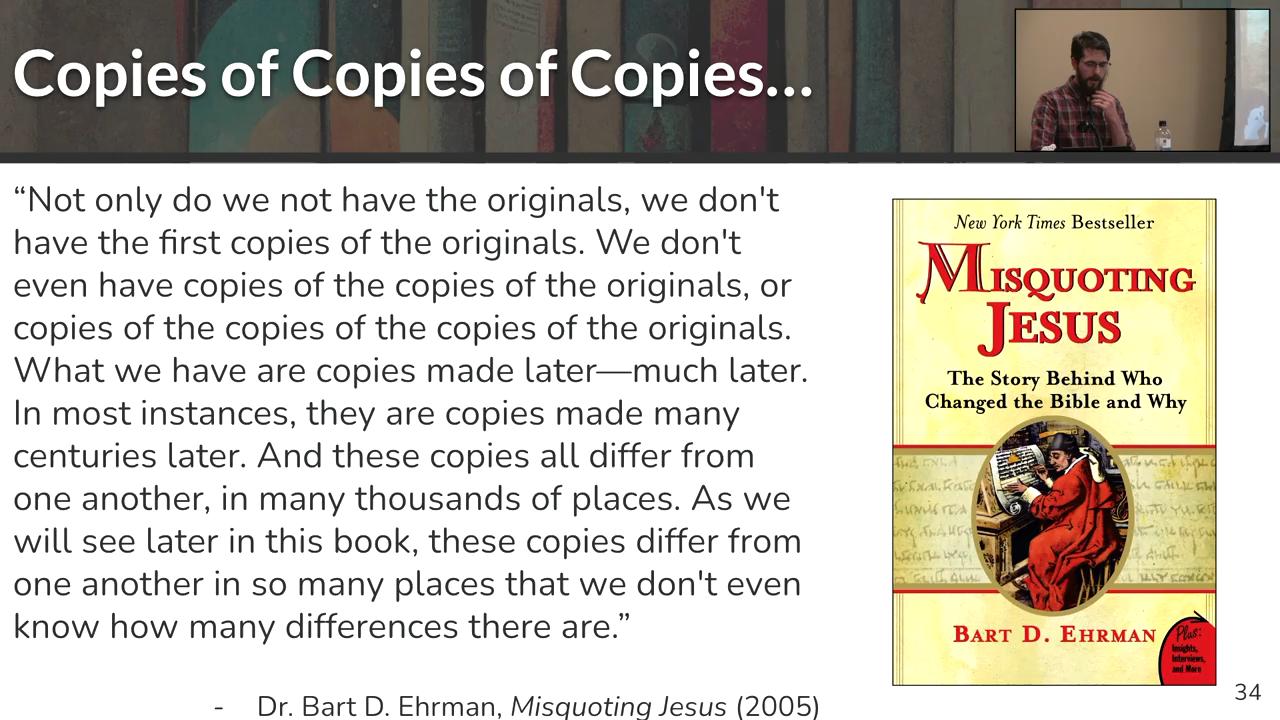 Copies of Copies of Copies...
“Not only do we not have the originals, we don't
have the first copies of the originals. We don't
even have copies of the copies of the originals, or
copies of the copies of the copies of the originals.
What we have are copies made later—much later.
In most instances, they are copies made many
centuries later. And these copies all differ from
one another, in many thousands of places. As we
will see later in this book, these copies differ from
one another in so many places that we don't even
know how many differences there are.”
- Dr. Bart D. Ehrman, Misquoting Jesus (2005)
New York Times Bestseller
MISQUOTING
JESUS
The Story Behind Who
Changed the Bible and Why
BART D. EHRMAN
Plus:
Insights,
Interviews,
and More
34